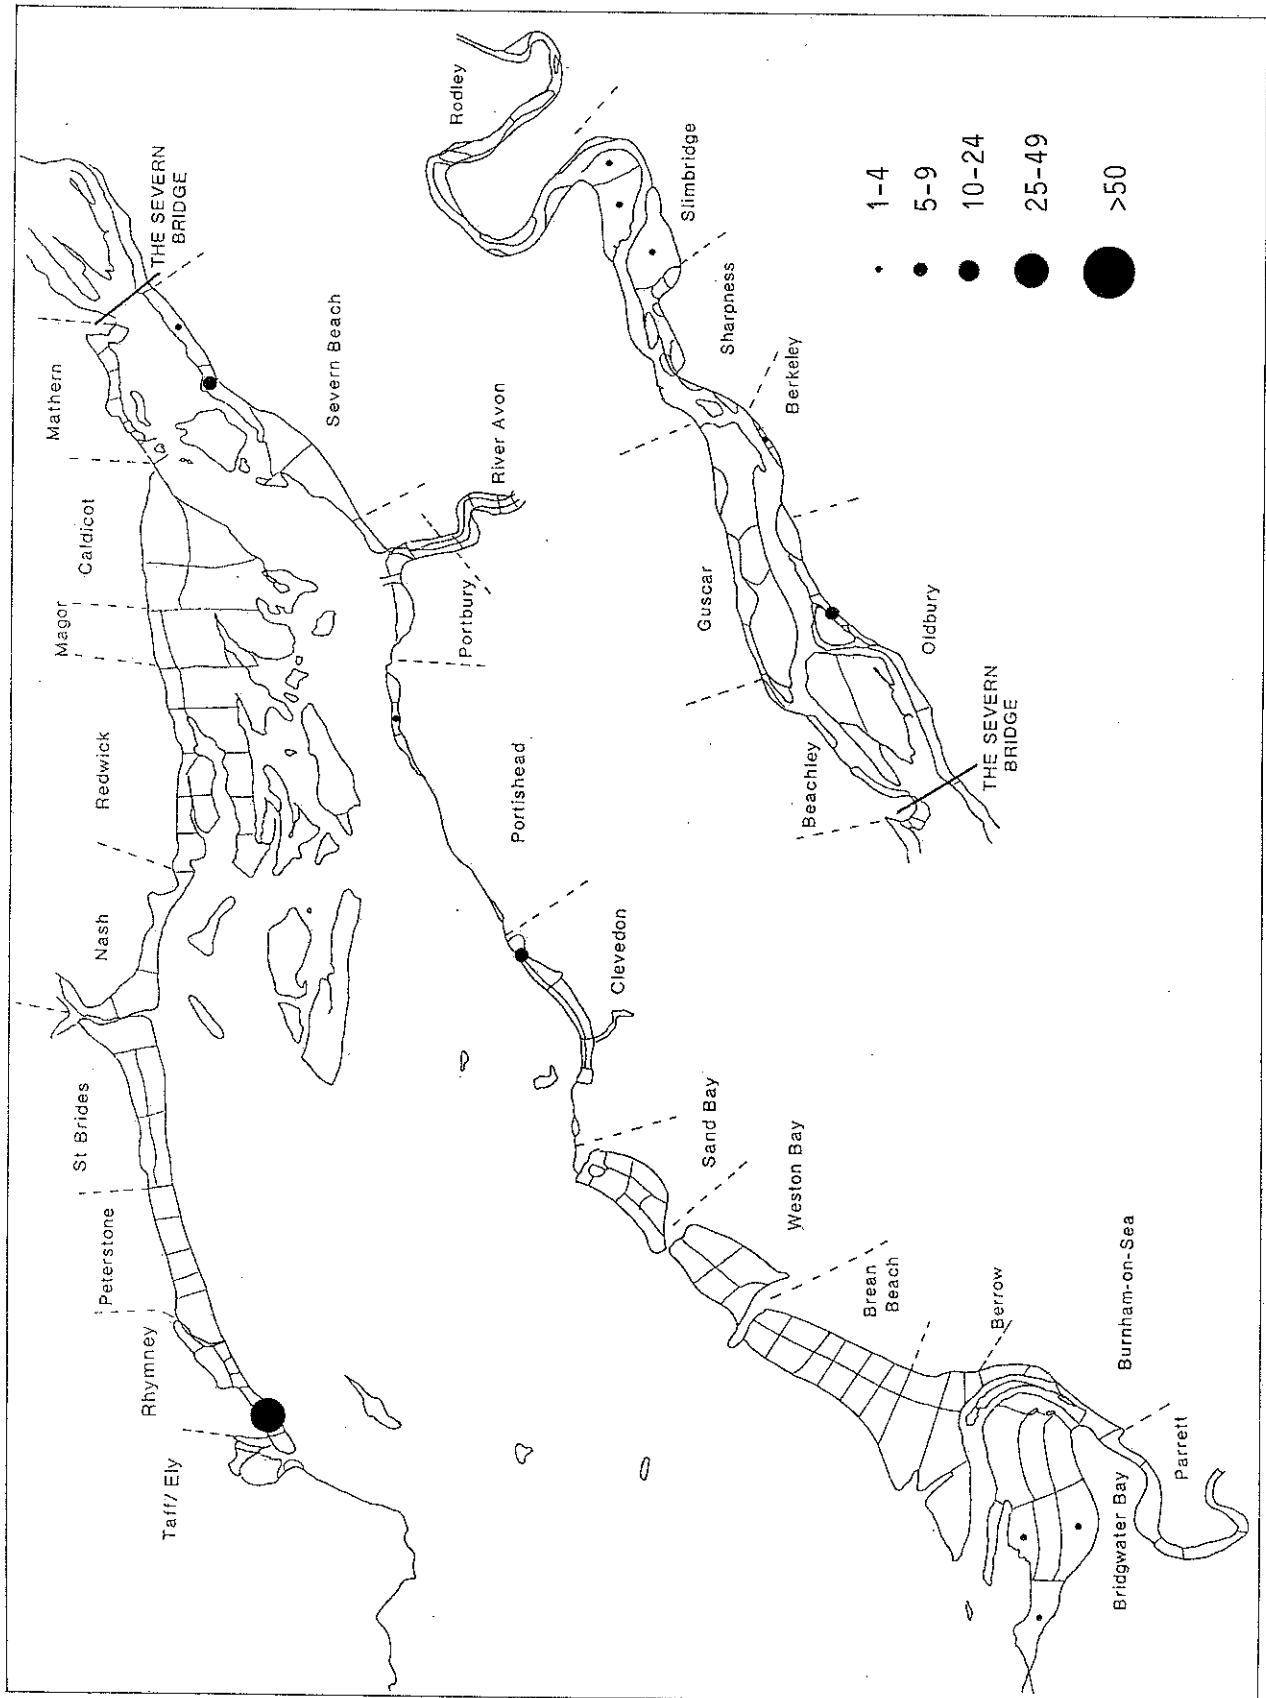 Taff/ Ely
Rhymney
Peterstone
St Brides
Nash
Redwick
Magor
Caldicot
Mathern
THE SEVERN
BRIDGE
Severn Beach
River Avon
Portbury
Portishead
Clevedon
Sand Bay
Weston Bay
Brean
Beach
Berrow
Burnham-on-Sea
Parrett
Bridgwater Bay
Rodley
Slimbridge
Sharpness
Berkeley
Guscar
Oldbury
Beachley
THE SEVERN
BRIDGE
1-4
5-9
10-24
25-49
>50